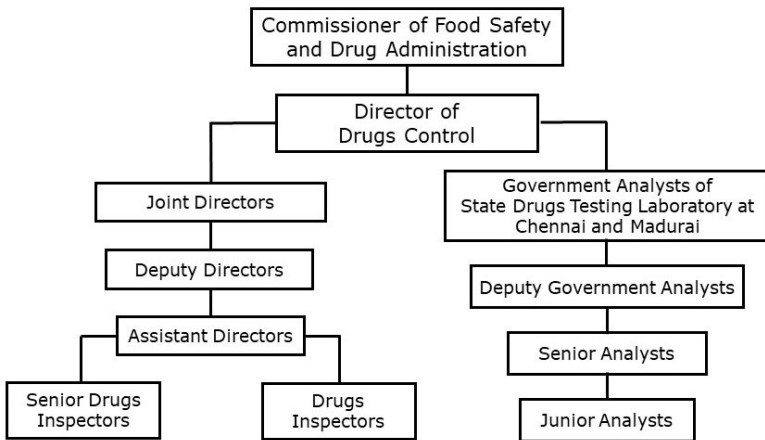 Commissioner of Food Safety
and Drug Administration
Director of
Drugs Control
Joint Directors
Deputy Directors
Assistant Directors
Senior Drugs
Inspectors
Drugs
Inspectors
Government Analysts of
State Drugs Testing Laboratory at
Chennai and Madurai
Deputy Government Analysts
Senior Analysts
Junior Analysts